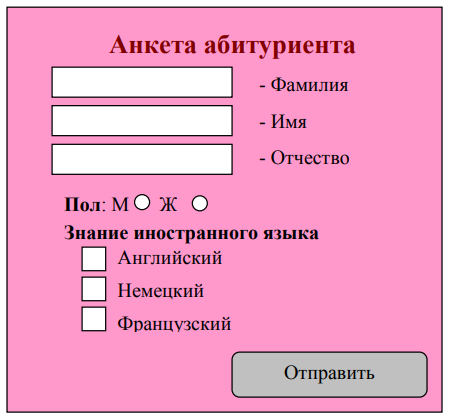 Анкета абитуриента
- Фамилия
- Имя
- Отчество
Пол: М Ж
Знание иностранного языка
Английский
Немецкий
Французский
Отправить